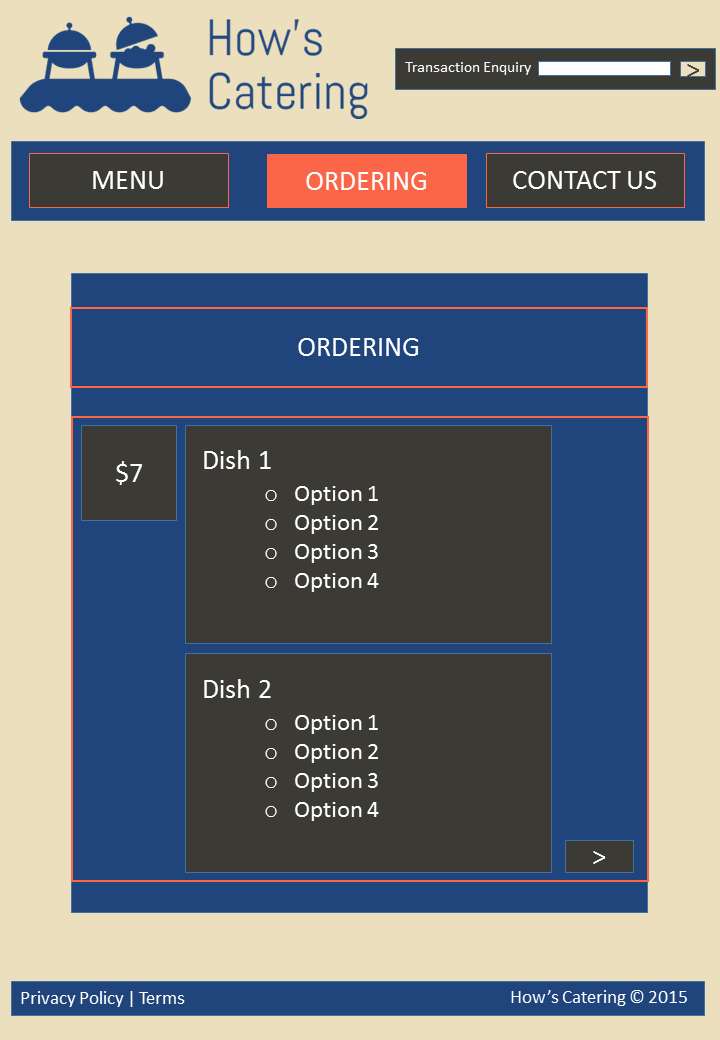 How's
Catering
Transaction Enquiry
>
MENU
ORDERING
CONTACT US
ORDERING
$7
Dish 1
o Option 1
o Option 2
o Option 3
o Option 4
Dish 2
o Option 1
o Option 2
o Option 3
o Option 4
>
Privacy Policy | Terms
How’s Catering © 2015